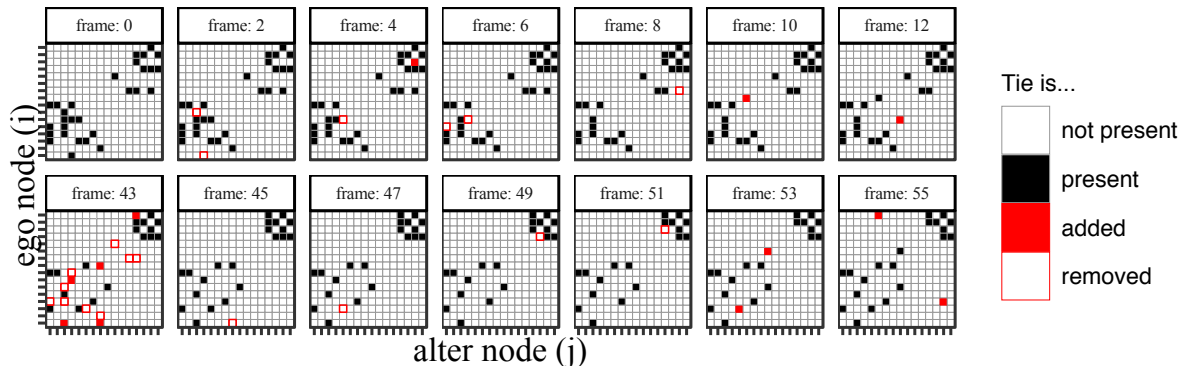 frame: 0
frame: 2
frame: 4
frame: 6
frame: 8
frame: 10
frame: 12
frame: 43
frame: 45
frame: 47
frame: 49
frame: 51
frame: 53
frame: 55
ego node (i)
alter node (j)
Tie is...
not present
present
added
removed